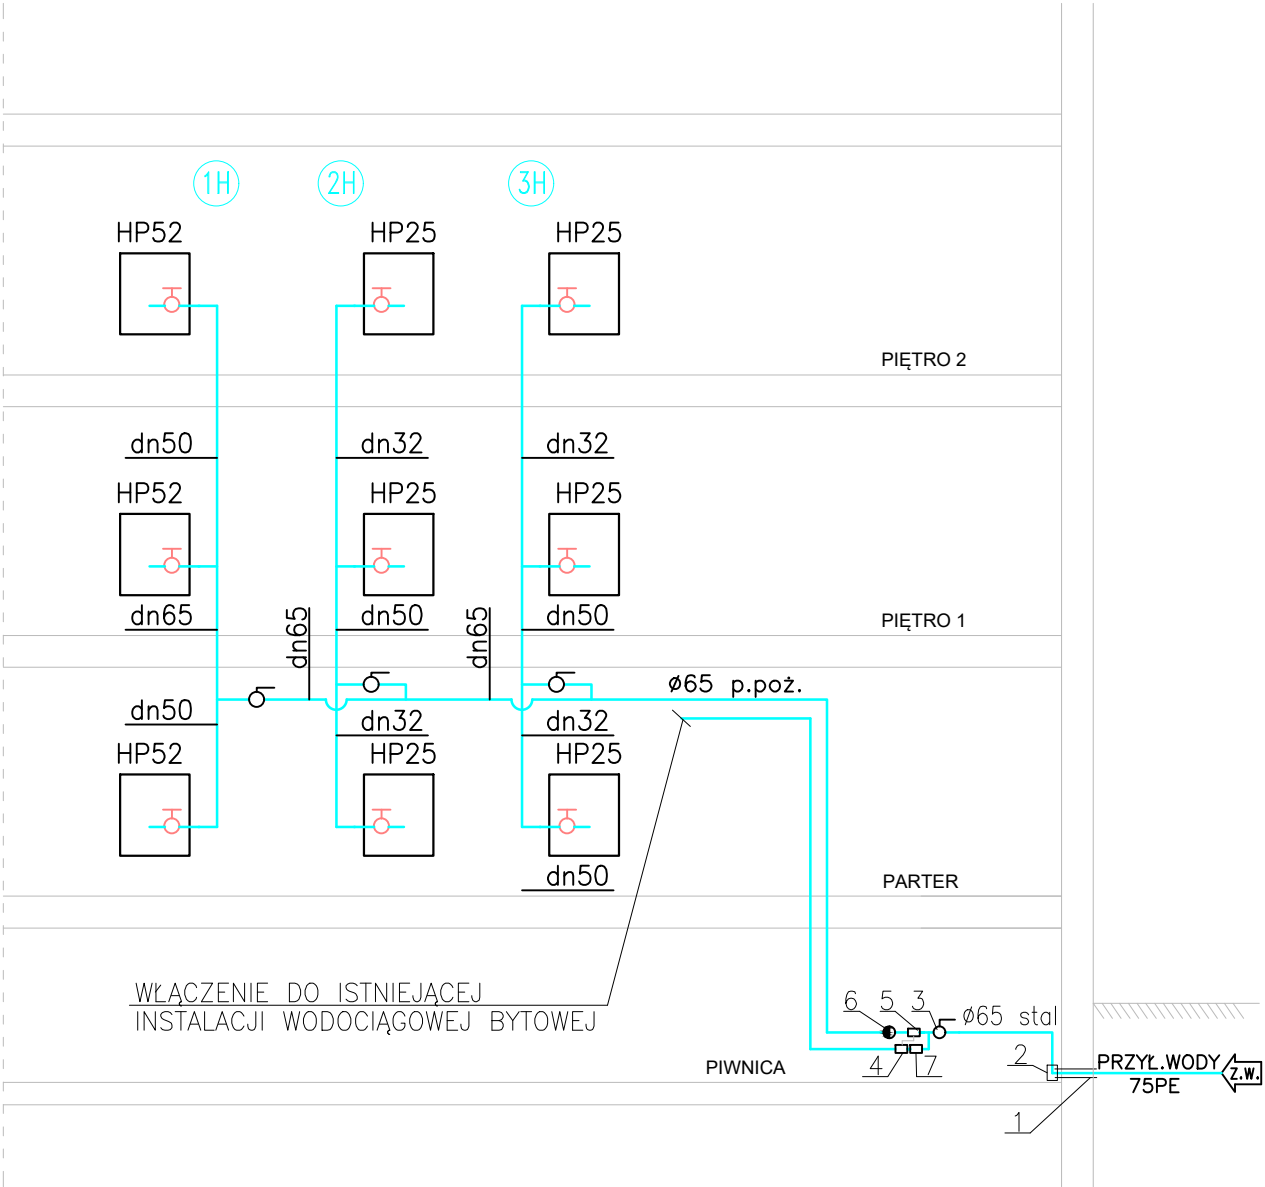 1H 2H 3H
HP52 HP25 HP25
PIĘTRO 2
dn50 dn32 dn32
HP52 HP25 HP25
dn65 dn65 dn50 dn65 dn50
PIĘTRO 1
ø65 p.poż.
dn50 dn32 dn32
HP52 HP25 HP25
dn50
PARTER
WŁĄCZENIE DO ISTNIEJĄCEJ
INSTALACJI WODOCIĄGOWEJ BYTOWEJ
6 5 3 ø65 stal
4 7
PIWNICA
2
PRZYŁ.WODY
Z.W.
75PE
1